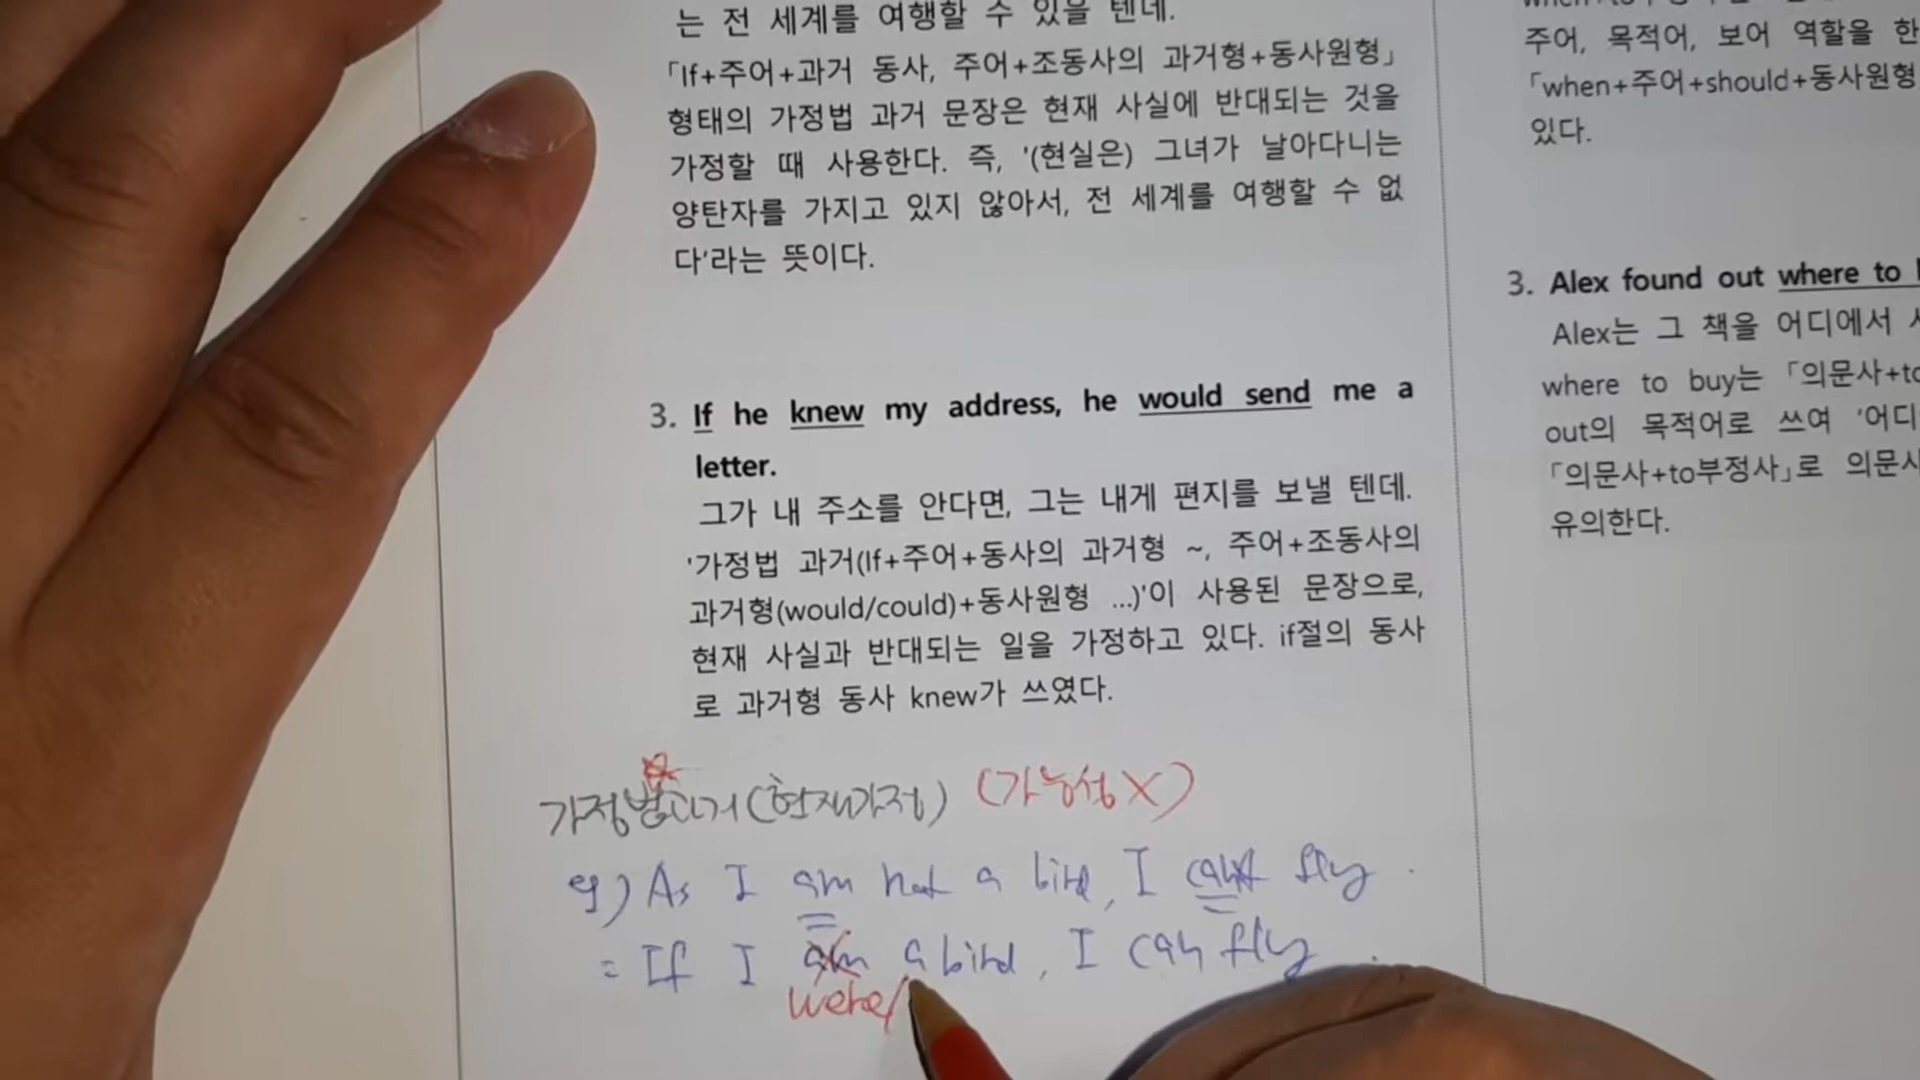 는 전 세계를 여행할 수 있을 텐데.
「If+주어+과거 동사, 주어+조동사의 과거형+동사원형」
형태의 가정법 과거 문장은 현재 사실에 반대되는 것을
가정할 때 사용한다. 즉, '(현실은) 그녀가 날아다니는
양탄자를 가지고 있지 않아서, 전 세계를 여행할 수 없
다'라는 뜻이다.
3. If he knew my address, he would send me a
letter.
그가 내 주소를 안다면, 그는 내게 편지를 보낼 텐데.
'가정법 과거(If+주어+동사의 과거형 ~, 주어+조동사의
과거형(would/could)+동사원형 ...)'이 사용된 문장으로,
현재 사실과 반대되는 일을 가정하고 있다. if절의 동사
로 과거형 동사 knew가 쓰였다.
가정법과거(현재가정) (가능성 X)
eg) As I am not a bird, I can't fly.
= If I am a bird, I can fly.
were/
주어, 목적어, 보어 역할을 한
「when+주어+should+동사원형
있다.
3. Alex found out where to
Alex는 그 책을 어디에서
where to buy는 「의문사+to
out의 목적어로 쓰여 '어디
「의문사+to부정사」로 의문사
유의한다.